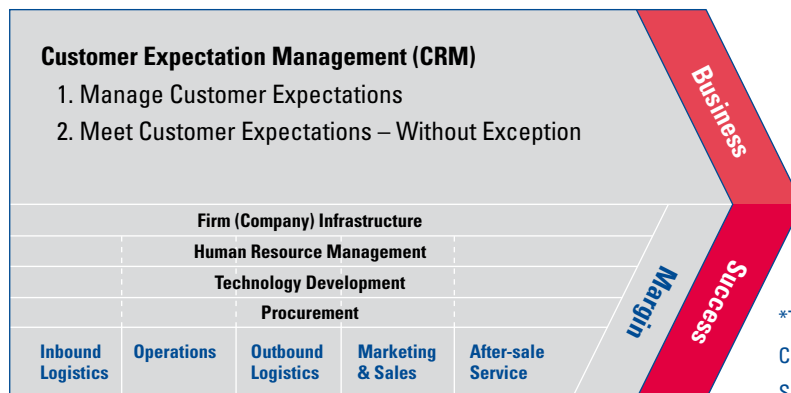 Customer Expectation Management (CRM)
1. Manage Customer Expectations
2. Meet Customer Expectations – Without Exception
Business
Firm (Company) Infrastructure
Human Resource Management
Technology Development
Procurement
Margin
Success
Inbound
Logistics
Operations
Outbound
Logistics
Marketing
& Sales
After-sale
Service